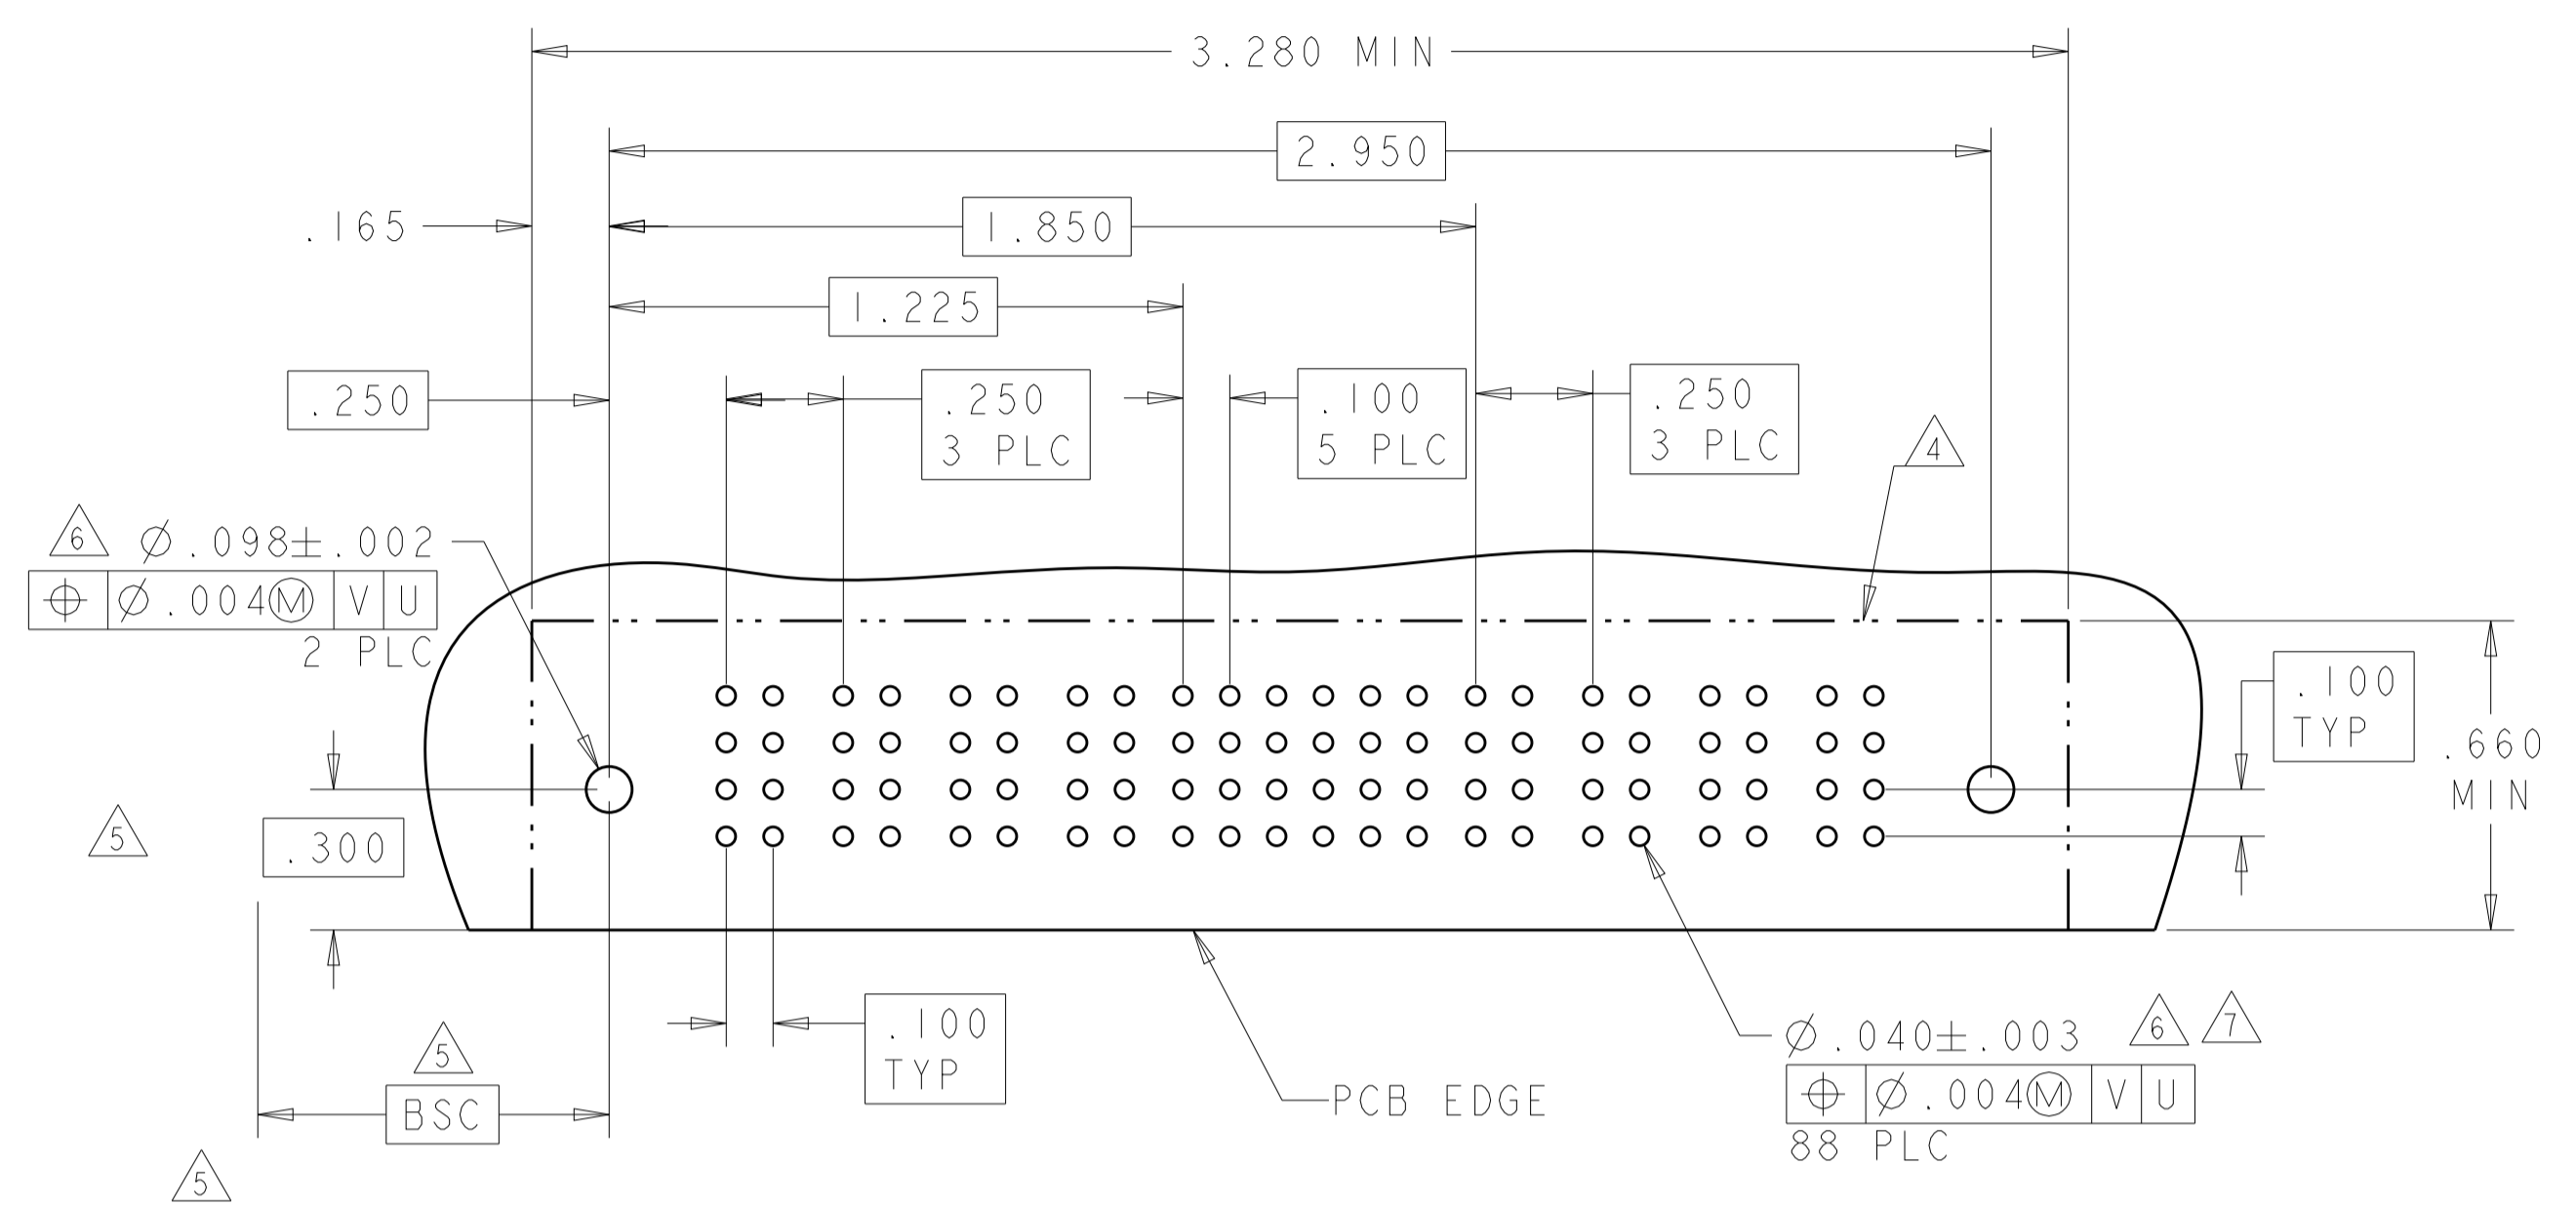 3.280 MIN
2.950
.165
1.850
1.225
.250
.250
3 PLC
.100
5 PLC
.250
3 PLC
4
6 Ø.098±.002
⌖ Ø.004Ⓜ V U
2 PLC
.100
TYP
.660
MIN
5
.300
.100
TYP
5
BSC
5
PCB EDGE
Ø.040±.003 6 7
⌖ Ø.004Ⓜ V U
88 PLC